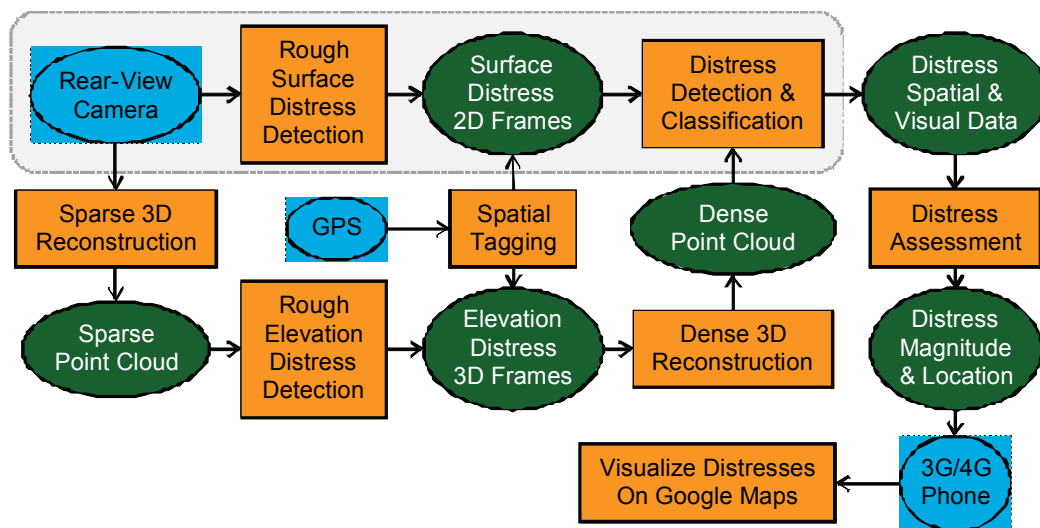 Rear-View
Camera
Rough
Surface
Distress
Detection
Surface
Distress
2D Frames
Distress
Detection &
Classification
Distress
Spatial &
Visual Data
Sparse 3D
Reconstruction
GPS
Spatial
Tagging
Dense
Point Cloud
Distress
Assessment
Sparse
Point Cloud
Rough
Elevation
Distress
Detection
Elevation
Distress
3D Frames
Dense 3D
Reconstruction
Distress
Magnitude
& Location
Visualize Distresses
On Google Maps
3G/4G
Phone